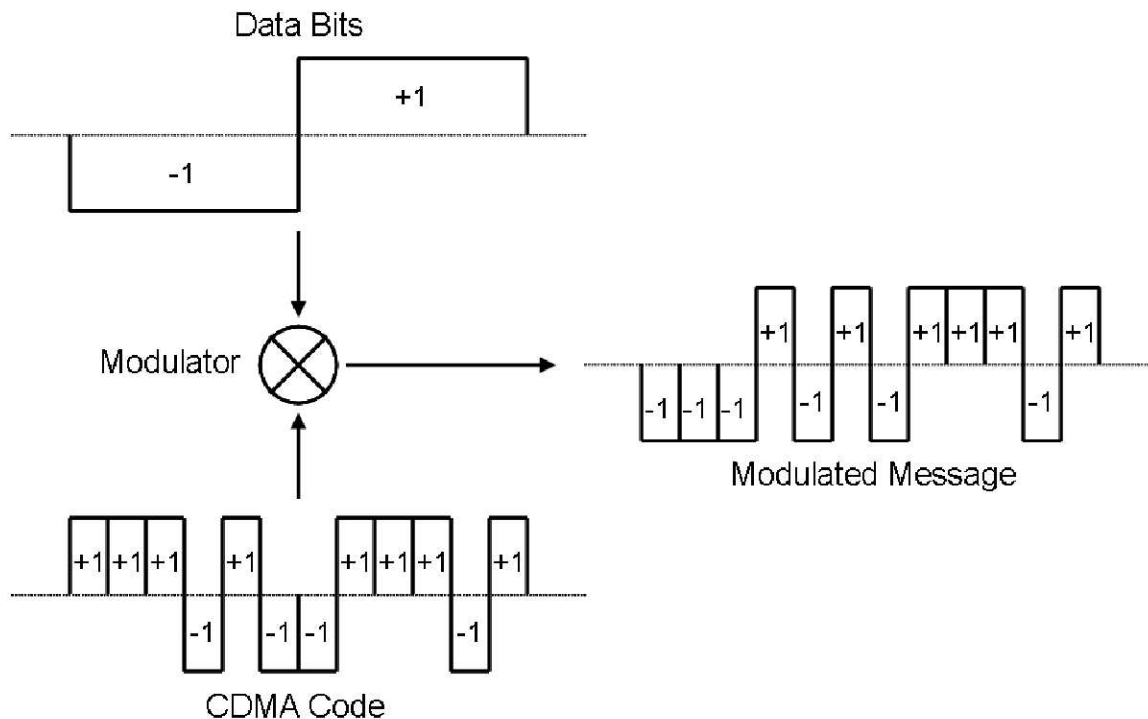 Data Bits
+1
-1
Modulator
+1 +1 +1 +1 +1 +1
-1 -1 -1 -1 -1 -1
Modulated Message
+1 +1 +1 +1 +1 +1 +1 +1
-1 -1 -1 -1
CDMA Code